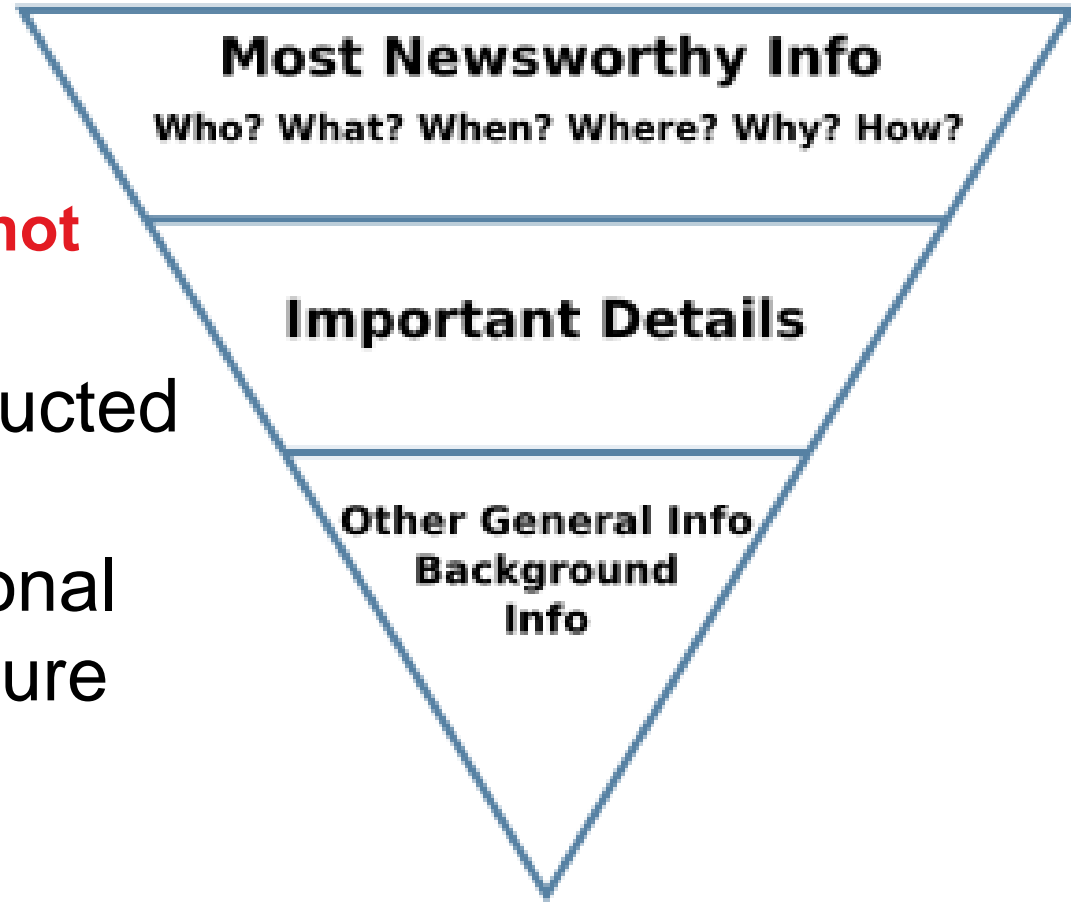 Most Newsworthy Info
Who? What? When? Where? Why? How?
not
Important Details
ucted
Other General Info
Background
Info
onal
ure